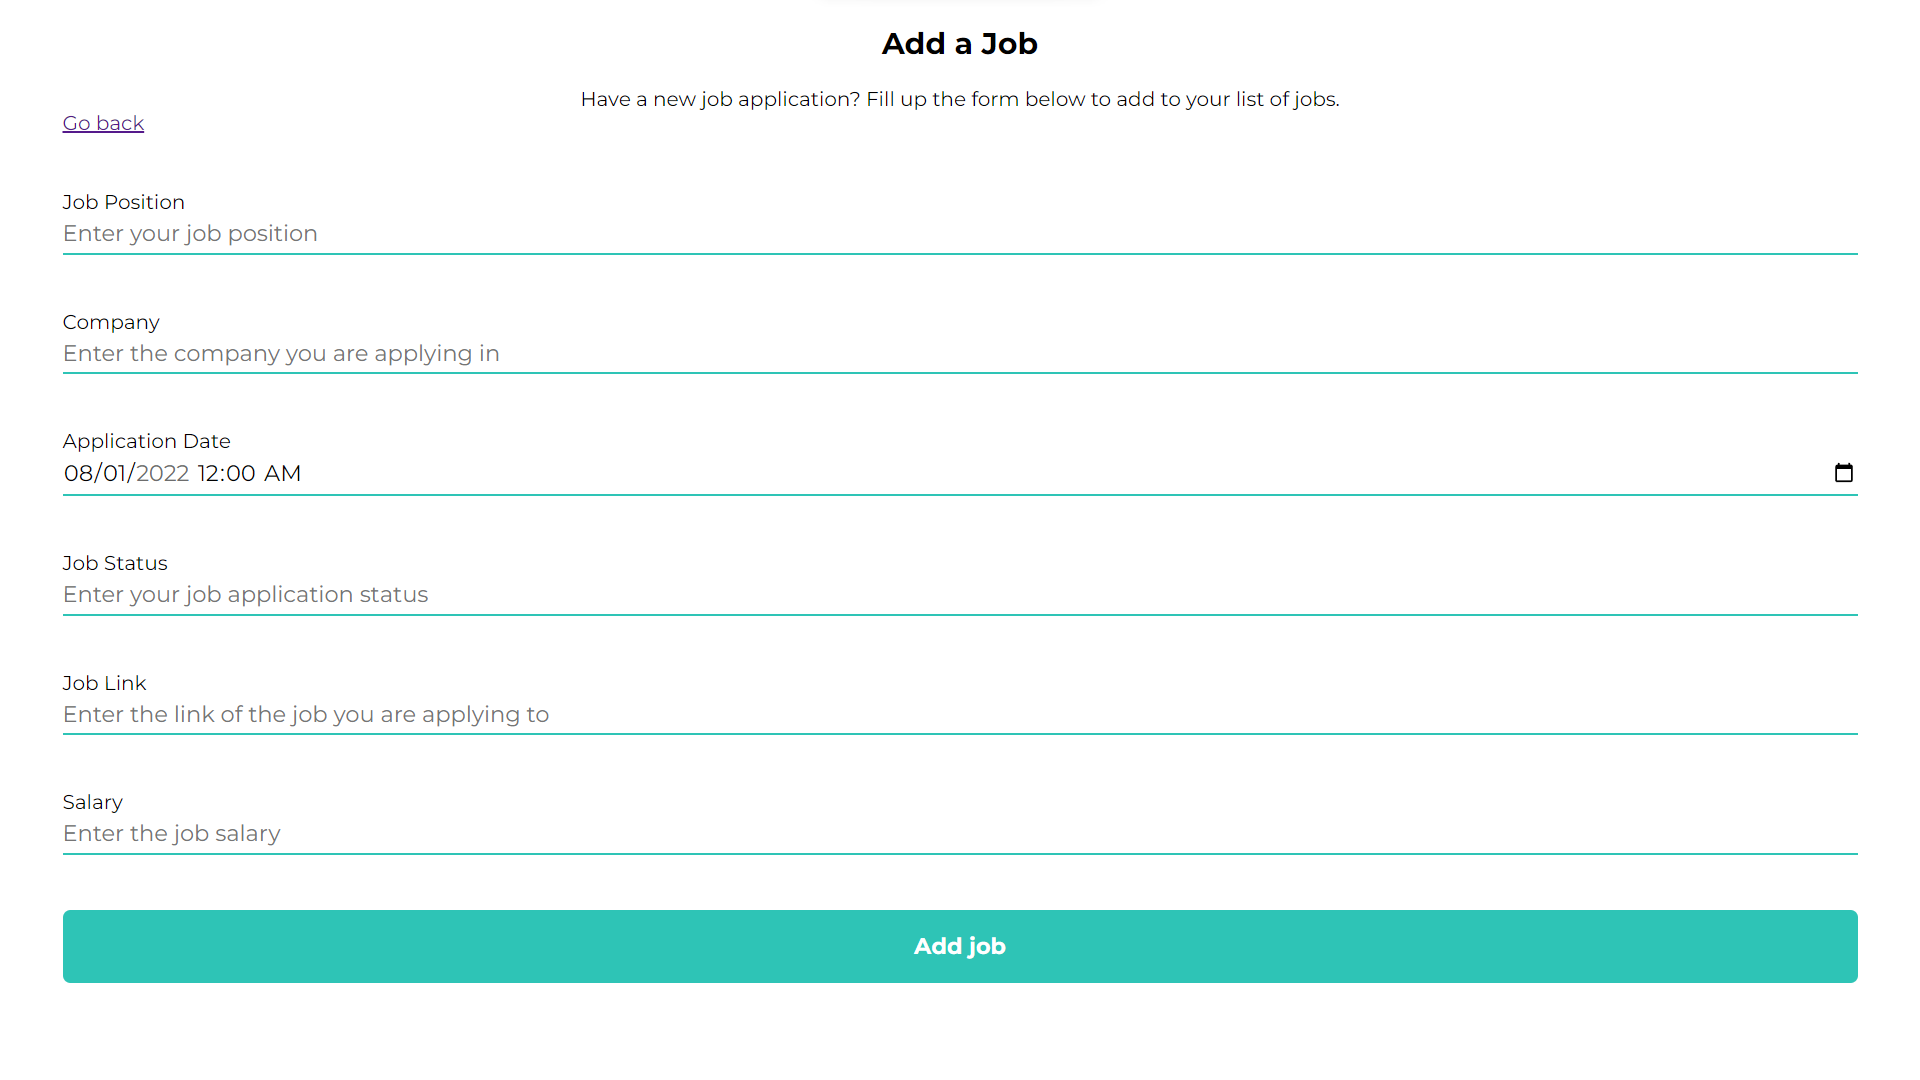 Add a Job
Have a new job application? Fill up the form below to add to your list of jobs.
Go back
Job Position
Enter your job position
Company
Enter the company you are applying in
Application Date
08/01/2022 12:00 AM
Job Status
Enter your job application status
Job Link
Enter the link of the job you are applying to
Salary
Enter the job salary
Add job